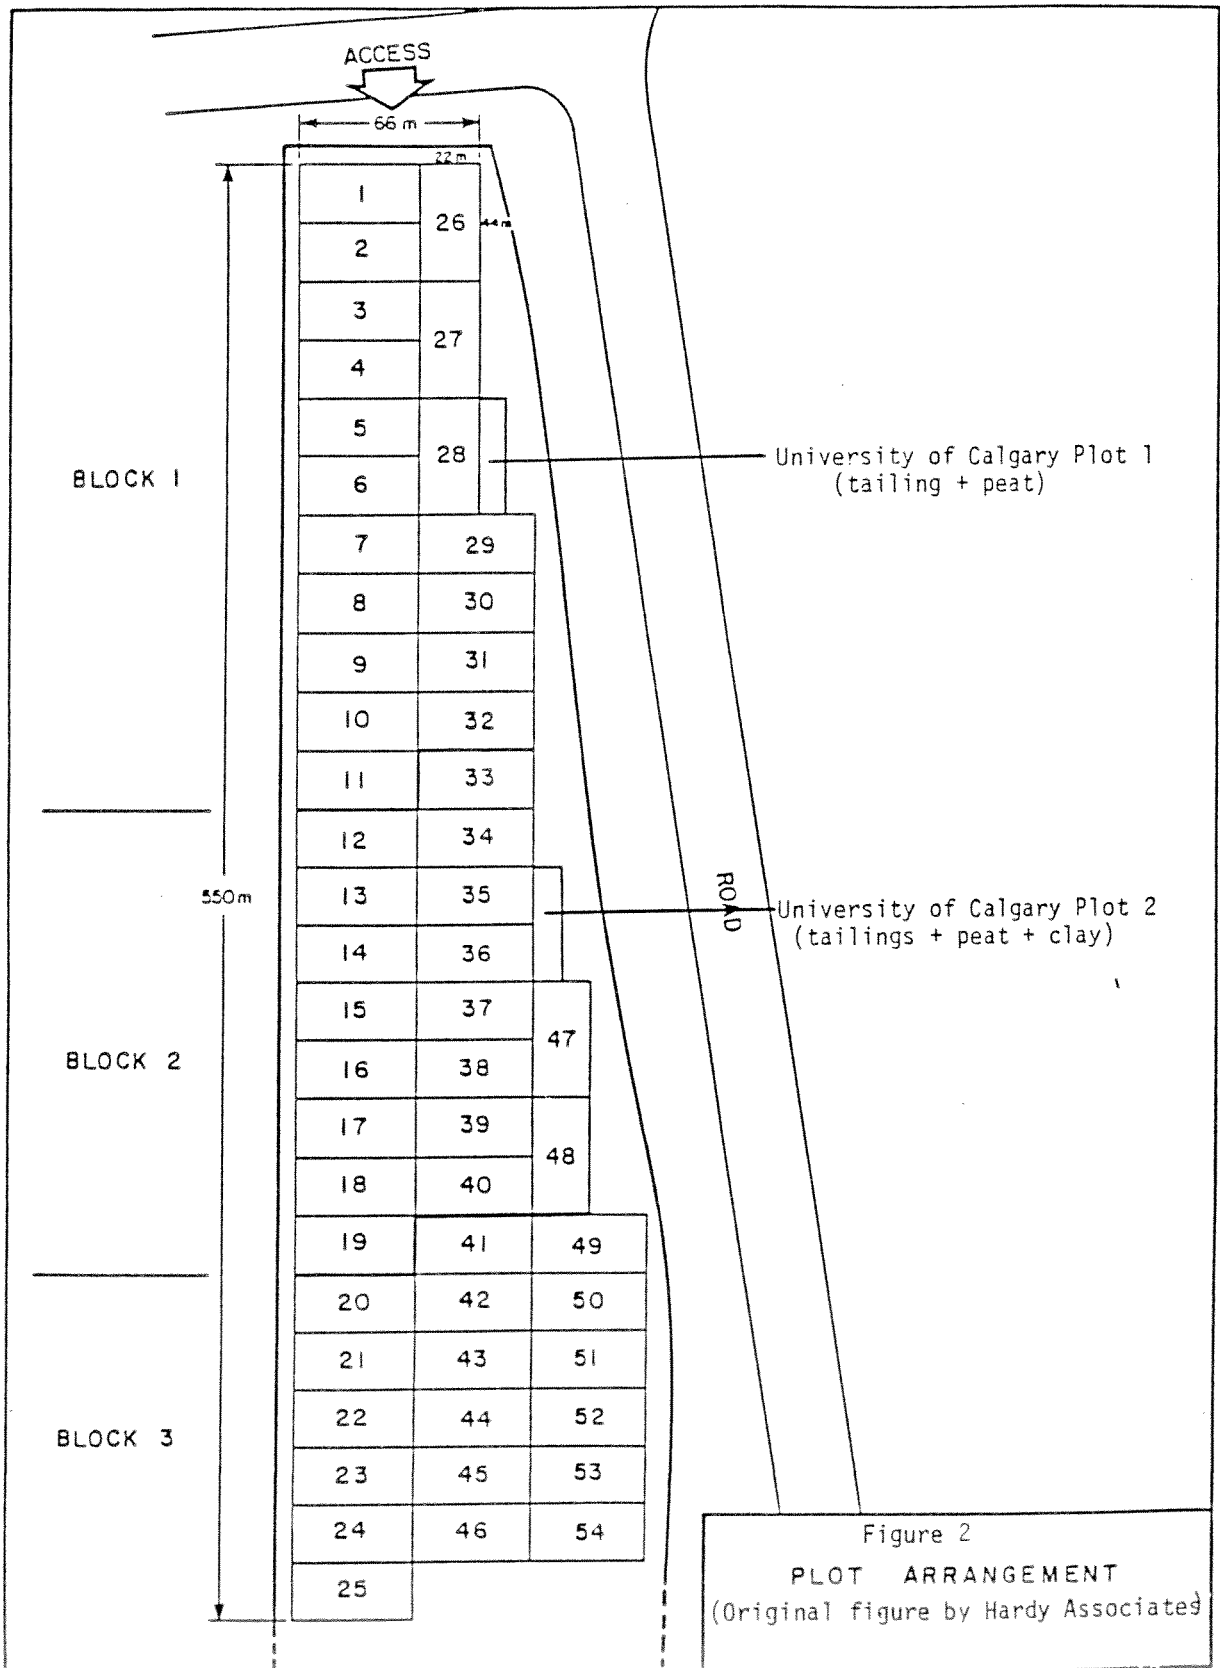 ACCESS
66 m
22 m
44 m
1
26
2
3
27
4
5
28
6
University of Calgary Plot 1
(tailing + peat)
BLOCK 1
7 29
8 30
9 31
10 32
11 33
12 34
550 m
13 35
14 36
ROAD
University of Calgary Plot 2
(tailings + peat + clay)
15 37
47
16 38
BLOCK 2
17 39
48
18 40
19 41 49
20 42 50
21 43 51
22 44 52
BLOCK 3
23 45 53
24 46 54
25
Figure 2
PLOT ARRANGEMENT
(Original figure by Hardy Associates)